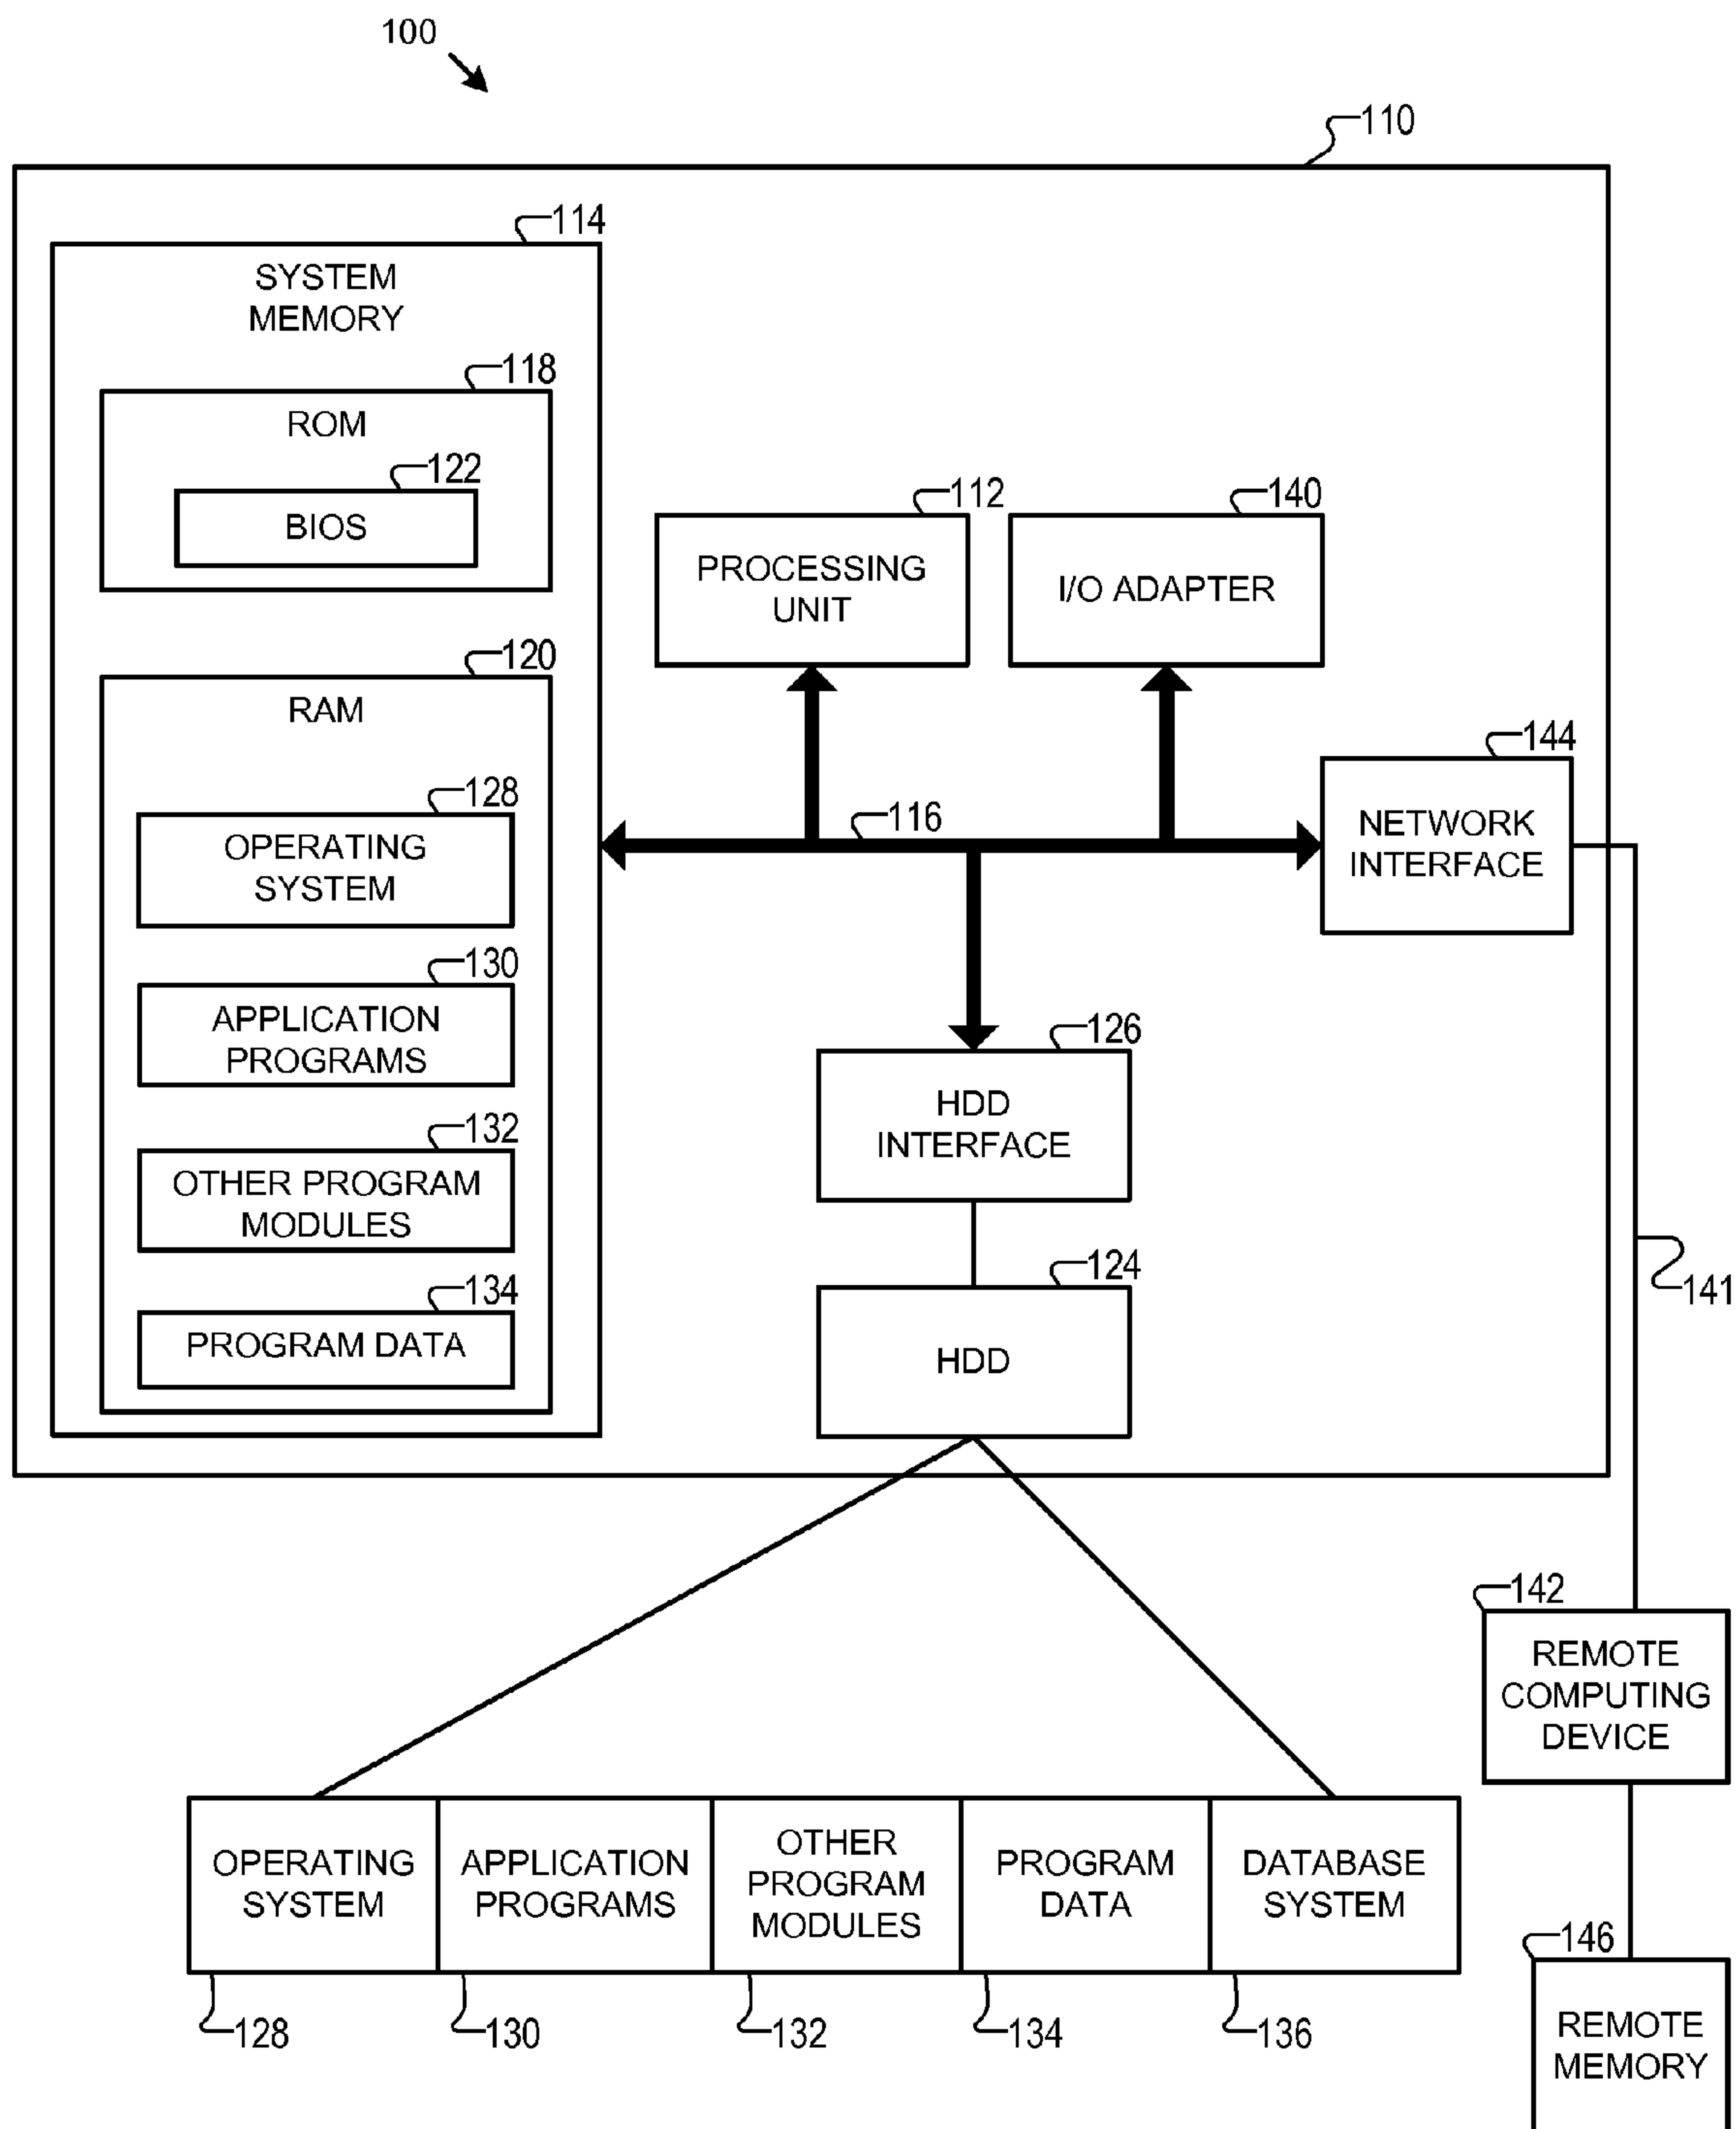 100
110
114
SYSTEM
MEMORY
118
ROM
122
BIOS
112
PROCESSING
UNIT
140
I/O ADAPTER
120
RAM
144
NETWORK
INTERFACE
116
128
OPERATING
SYSTEM
130
APPLICATION
PROGRAMS
126
HDD
INTERFACE
132
OTHER PROGRAM
MODULES
124
HDD
141
134
PROGRAM DATA
142
REMOTE
COMPUTING
DEVICE
OPERATING
SYSTEM
APPLICATION
PROGRAMS
OTHER
PROGRAM
MODULES
PROGRAM
DATA
DATABASE
SYSTEM
128
130
132
134
136
146
REMOTE
MEMORY